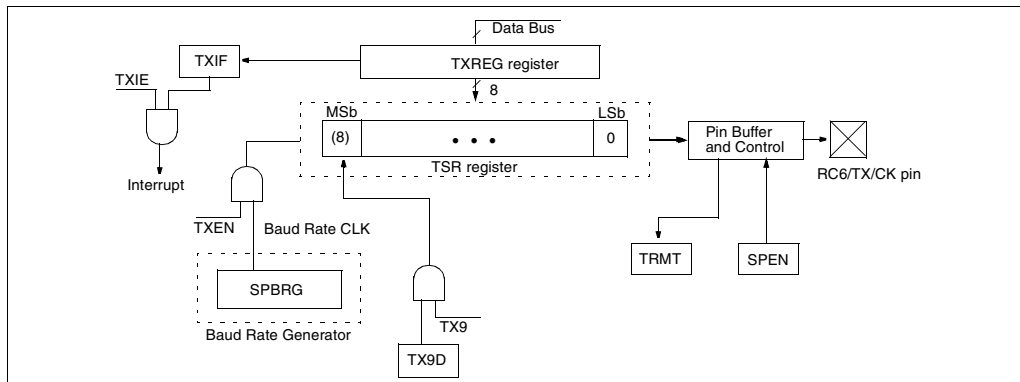 Data Bus
TXREG register
TXIF
TXIE
8
MSb
LSb
(8)
• • •
0
TSR register
Pin Buffer
and Control
RC6/TX/CK pin
Interrupt
TXEN
Baud Rate CLK
TRMT
SPEN
SPBRG
Baud Rate Generator
TX9
TX9D